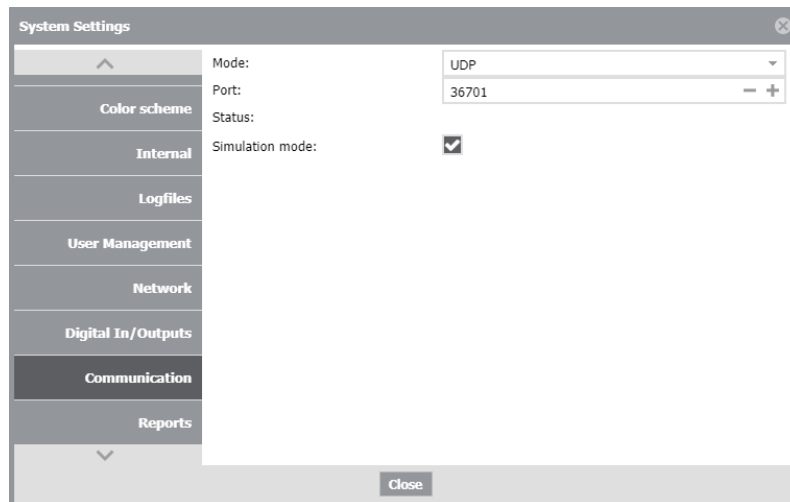 System Settings
Color scheme
Internal
Logfiles
User Management
Network
Digital In/Outputs
Communication
Reports
Mode: UDP
Port: 36701
Status:
Simulation mode:
Close